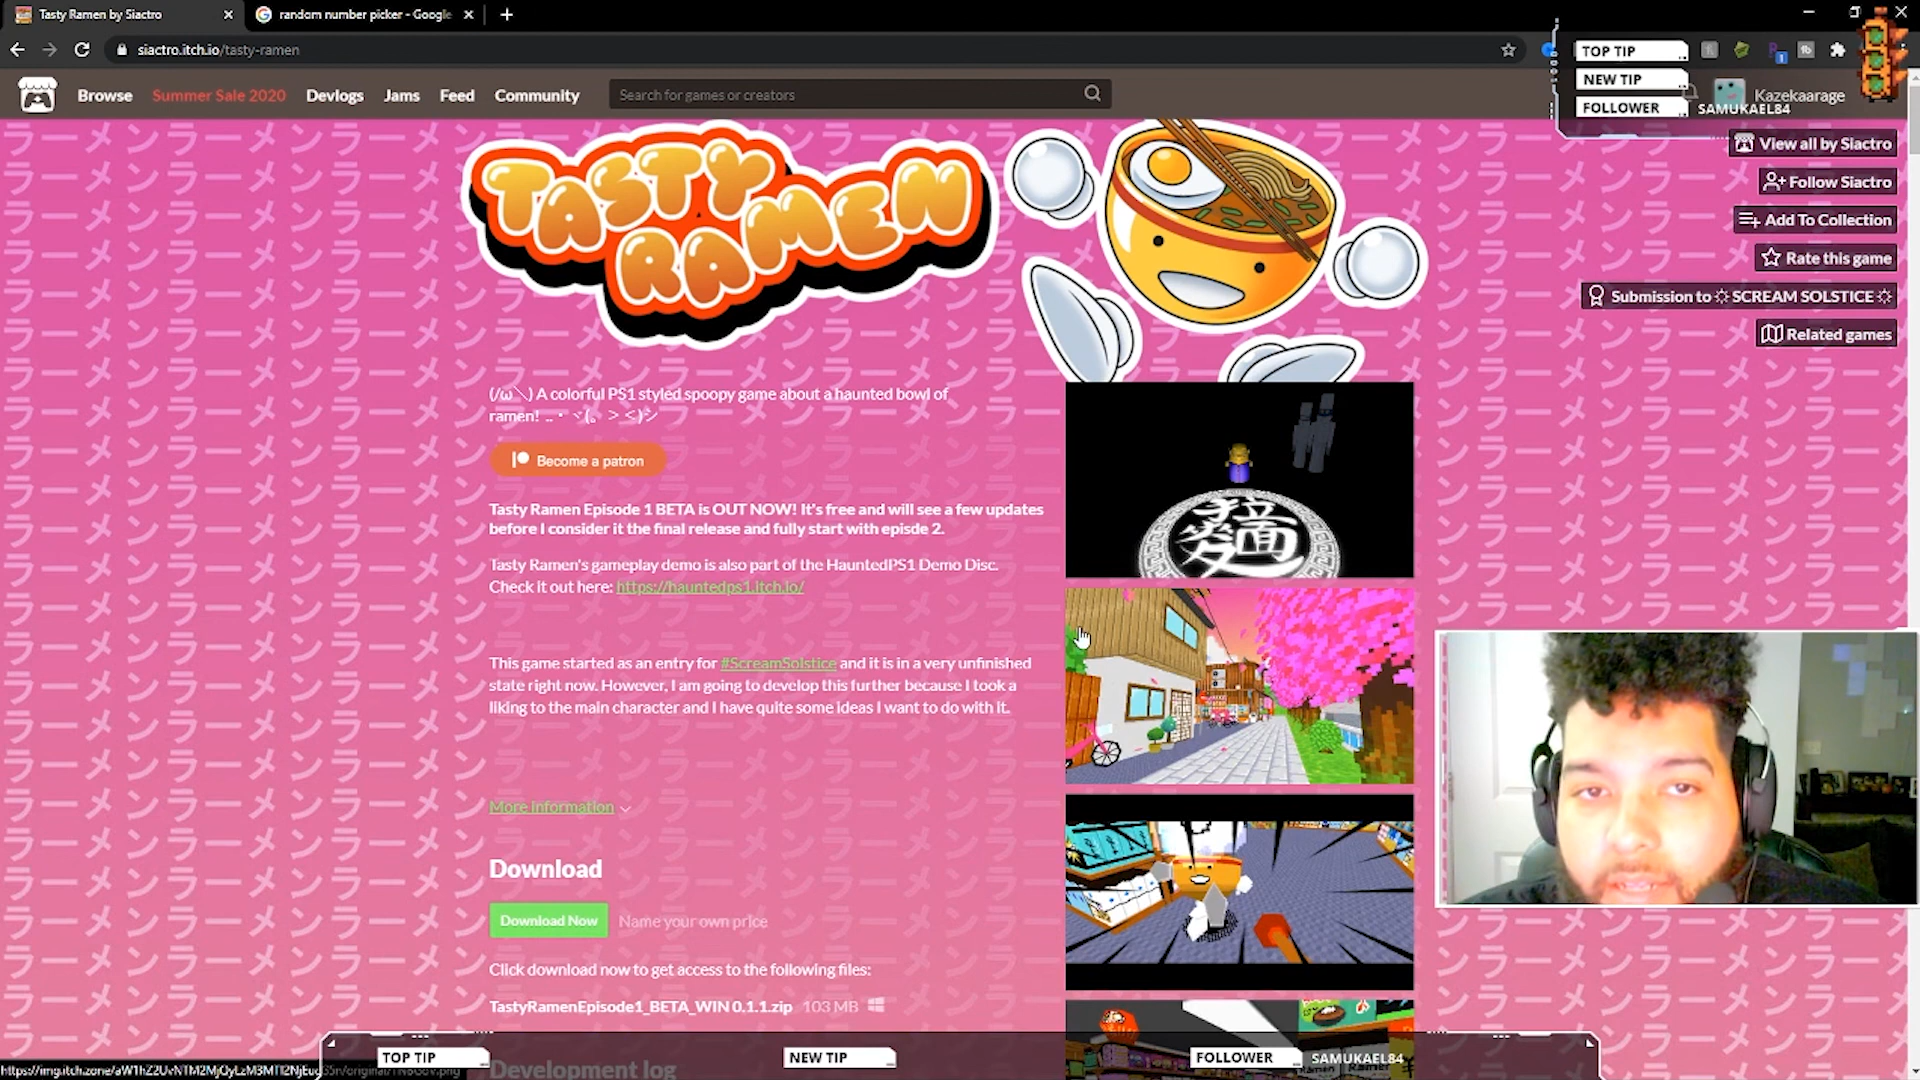 Tasty Ramen by Siactro
random number picker - Google
siactro.itch.io/tasty-ramen
TOP TIP
NEW TIP
FOLLOWER
SAMUKAEL84
Browse
Summer Sale 2020
Devlogs
Jams
Feed
Community
Search for games or creators
Kazekaarage
View all by Siactro
Follow Siactro
Add To Collection
Rate this game
Submission to ☼ SCREAM SOLSTICE ☼
Related games
TASTY
RAMEN
(/ω＼) A colorful PS1 styled spoopy game about a haunted bowl of
ramen! ..・ヾ(。＞＜)シ
Become a patron
Tasty Ramen Episode 1 BETA is OUT NOW! It's free and will see a few updates
before I consider it the final release and fully start with episde 2.
Tasty Ramen's gameplay demo is also part of the HauntedPS1 Demo Disc.
Check it out here: https://hauntedps1.itch.io/
This game started as an entry for #ScreamSolstice and it is in a very unfinished
state right now. However, I am going to develop this further because I took a
liking to the main character and I have quite some ideas I want to do with it.
More information
Download
Download Now
Name your own price
Click download now to get access to the following files:
TastyRamenEpisode1_BETA_WIN 0.1.1.zip 103 MB
Development log
TOP TIP
NEW TIP
FOLLOWER
SAMUKAEL84
ラーメン